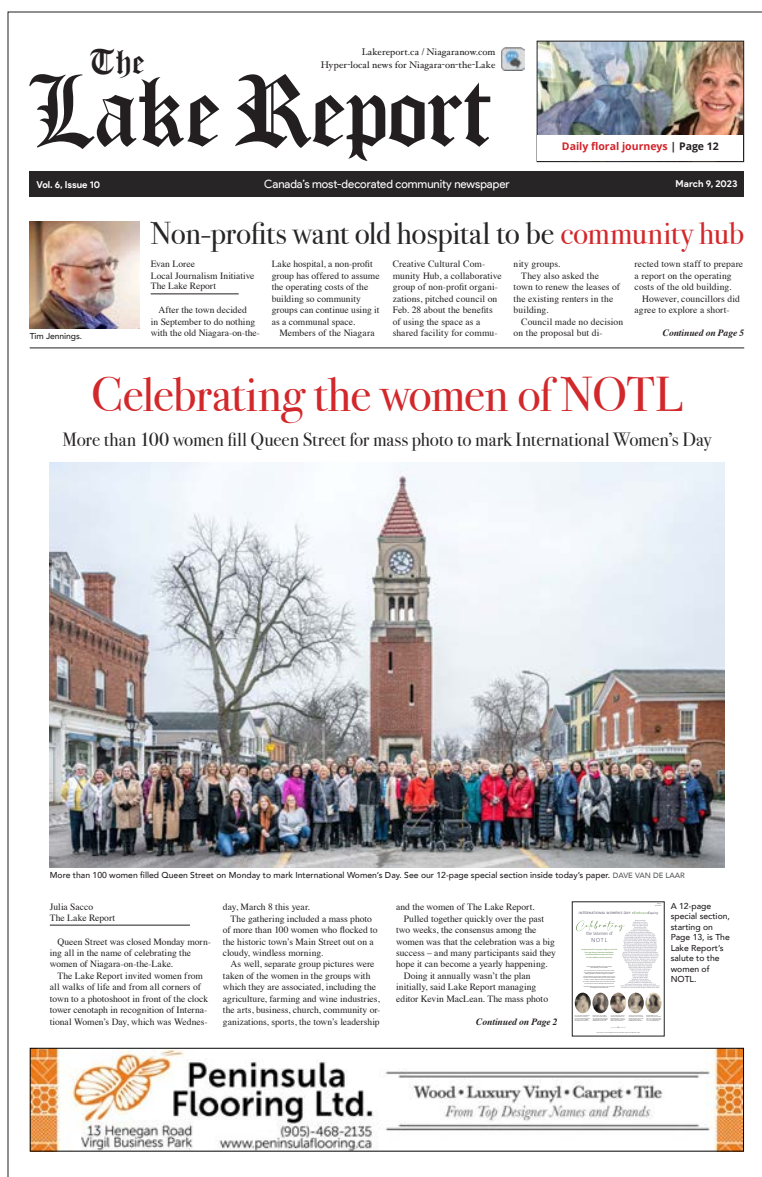 The
Lake Report
Lakereport.ca / Niagaranow.com
Hyper-local news for Niagara-on-the-Lake
Daily floral journeys | Page 12
Vol. 6, Issue 10
Canada's most-decorated community newspaper
March 9, 2023
Non-profits want old hospital to be community hub
Tim Jennings.
Evan Loree
Local Journalism Initiative
The Lake Report
After the town decided
in September to do nothing
with the old Niagara-on-the-
Lake hospital, a non-profit
group has offered to assume
the operating costs of the
building so community
groups can continue using it
as a communal space.
Members of the Niagara
Creative Cultural Com-
munity Hub, a collaborative
group of non-profit organi-
zations, pitched council on
Feb. 28 about the benefits
of using the space as a
shared facility for commu-
nity groups.
They also asked the
town to renew the leases of
the existing renters in the
building.
Council made no decision
on the proposal but di-
rected town staff to prepare
a report on the operating
costs of the old building.
However, councillors did
agree to explore a short-
Continued on Page 5
Celebrating the women of NOTL
More than 100 women fill Queen Street for mass photo to mark International Women's Day
More than 100 women filled Queen Street on Monday to mark International Women's Day. See our 12-page special section inside today's paper. DAVE VAN DE LAAR
Julia Sacco
The Lake Report
Queen Street was closed Monday morn-
ing all in the name of celebrating the
women of Niagara-on-the-Lake.
The Lake Report invited women from
all walks of life and from all corners of
town to a photoshoot in front of the clock
tower cenotaph in recognition of Interna-
tional Women's Day, which was Wednes-
day, March 8 this year.
The gathering included a mass photo
of more than 100 women who flocked to
the historic town's Main Street out on a
cloudy, windless morning.
As well, separate group pictures were
taken of the women in the groups with
which they are associated, including the
agriculture, farming and wine industries,
the arts, business, church, community or-
ganizations, sports, the town's leadership
and the women of The Lake Report.
Pulled together quickly over the past
two weeks, the consensus among the
women was that the celebration was a big
success – and many participants said they
hope it can become a yearly happening.
Doing it annually wasn't the plan
initially, said Lake Report managing
editor Kevin MacLean. The mass photo
Continued on Page 2
INTERNATIONAL WOMEN'S DAY
Celebrating
the women of
NOTL
A 12-page
special section,
starting on
Page 13, is The
Lake Report's
salute to the
women of
NOTL.
Peninsula
Flooring Ltd.
13 Henegan Road
Virgil Business Park
(905)-468-2135
www.peninsulaflooring.ca
Wood • Luxury Vinyl • Carpet • Tile
From Top Designer Names and Brands